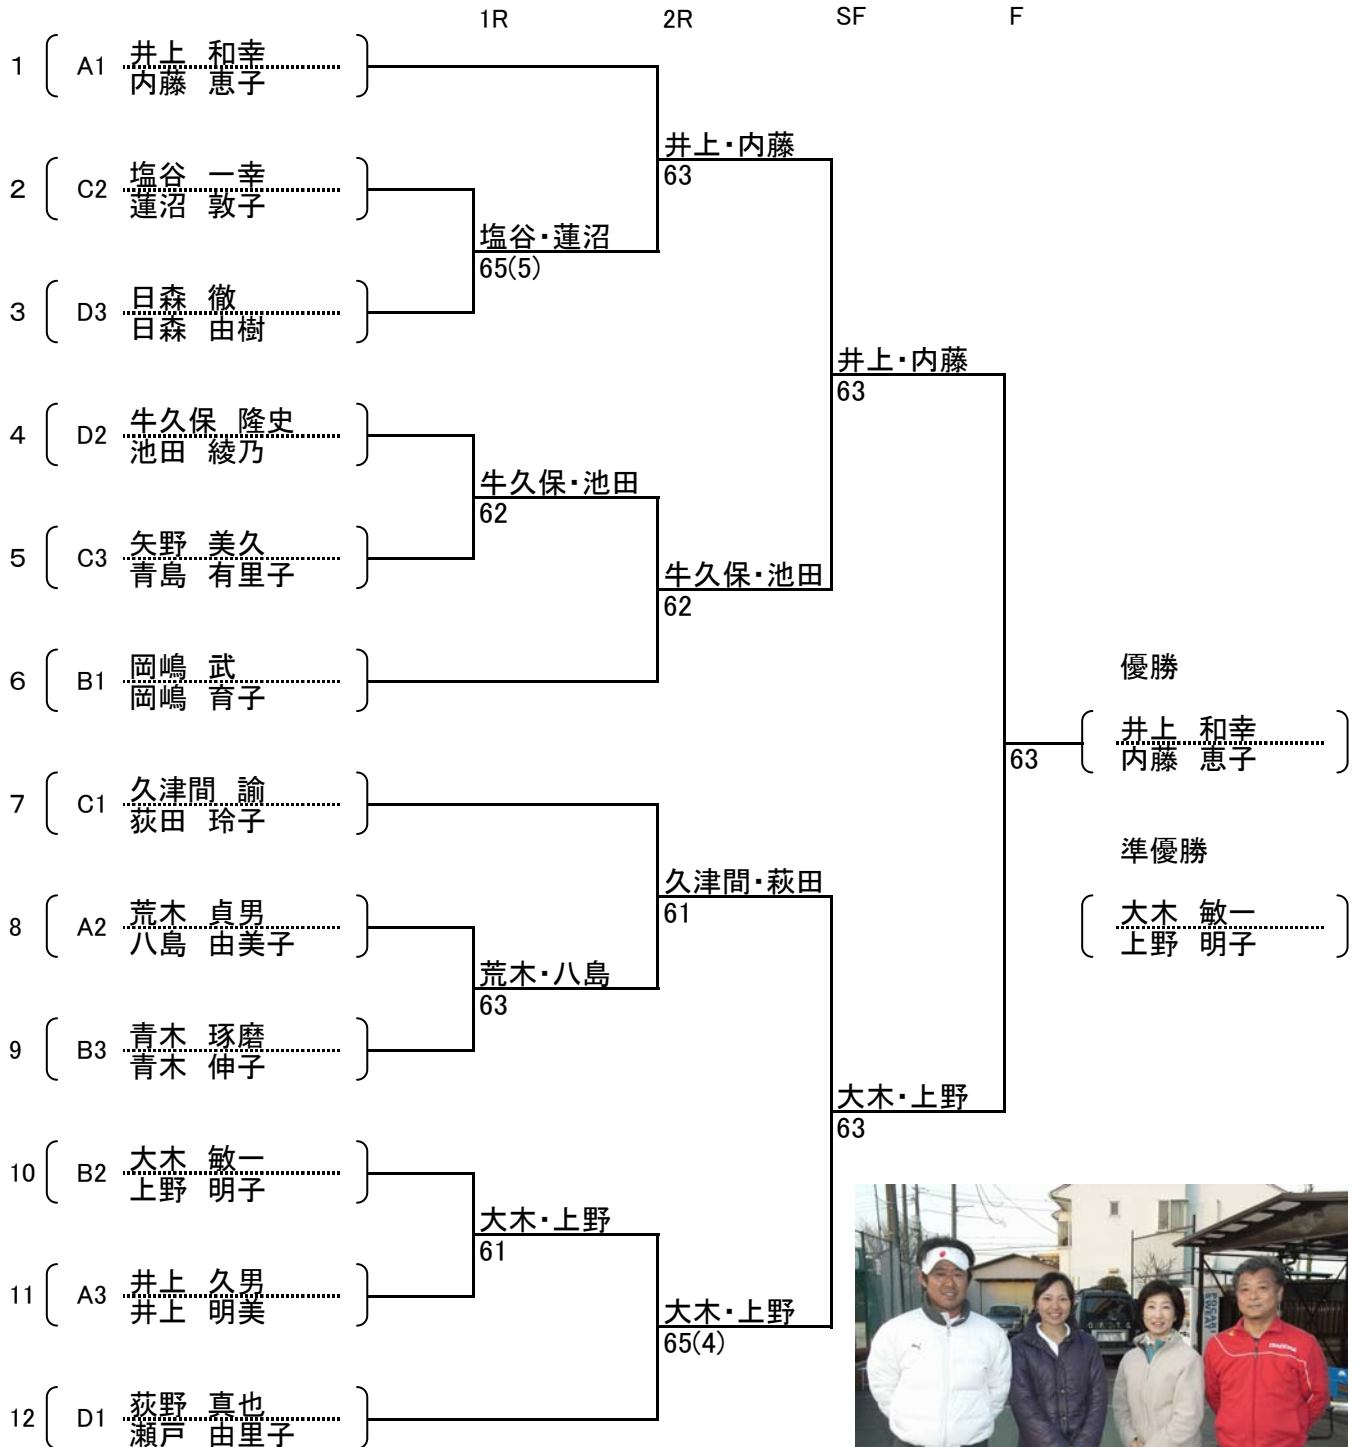 1R 2R SF F
1 A1 井上 和幸
内藤 恵子
井上・内藤
63
2 C2 塩谷 一幸
蓮沼 敦子
塩谷・蓮沼
65(5)
3 D3 日森 徹
日森 由樹
井上・内藤
63
4 D2 牛久保 隆史
池田 綾乃
牛久保・池田
62
5 C3 矢野 美久
青島 有里子
牛久保・池田
62
6 B1 岡嶋 武
岡嶋 育子
優勝
井上 和幸
内藤 恵子
63
7 C1 久津間 諭
荻田 玲子
準優勝
久津間・萩田
61
8 A2 荒木 貞男
八島 由美子
大木 敏一
上野 明子
荒木・八島
63
9 B3 青木 琢磨
青木 伸子
大木・上野
63
10 B2 大木 敏一
上野 明子
大木・上野
61
11 A3 井上 久男
井上 明美
大木・上野
65(4)
12 D1 荻野 真也
瀬戸 由里子
POCARI
SWEAT